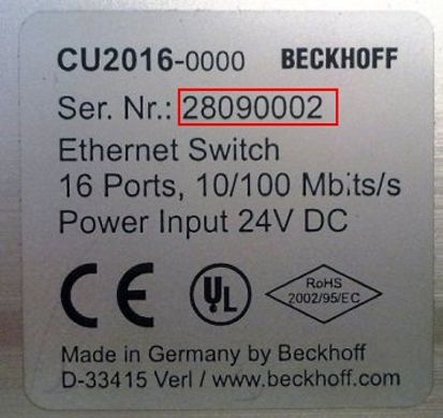 CU2016-0000 BECKHOFF
Ser. Nr.: 28090002
Ethernet Switch
16 Ports, 10/100 Mbits/s
Power Input 24V DC
CE UL RoHS
2002/95/EC
Made in Germany by Beckhoff
D-33415 Verl / www.beckhoff.com